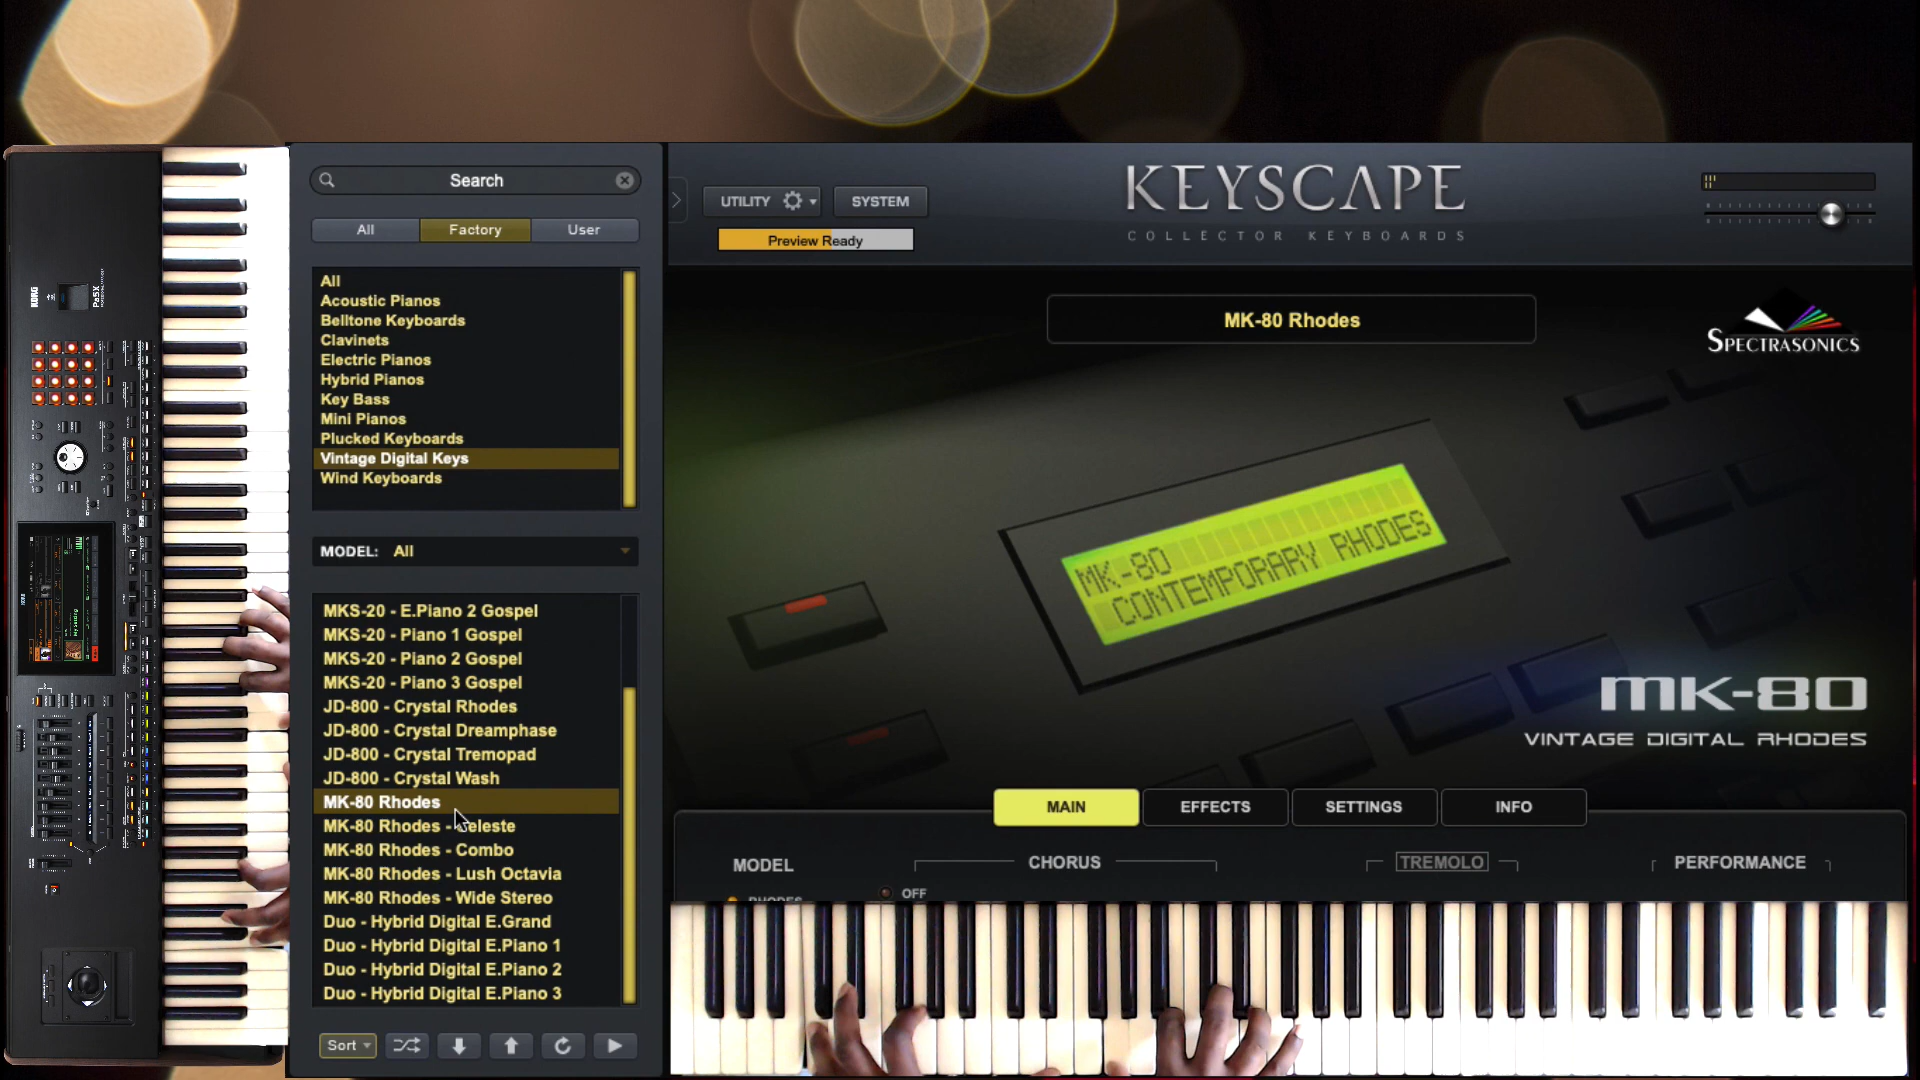 KORG
Pa5X
Search
All
Factory
User
All
Acoustic Pianos
Belltone Keyboards
Clavinets
Electric Pianos
Hybrid Pianos
Key Bass
Mini Pianos
Plucked Keyboards
Vintage Digital Keys
Wind Keyboards
MODEL: All
MKS-20 - E.Piano 2 Gospel
MKS-20 - Piano 1 Gospel
MKS-20 - Piano 2 Gospel
MKS-20 - Piano 3 Gospel
JD-800 - Crystal Rhodes
JD-800 - Crystal Dreamphase
JD-800 - Crystal Tremopad
JD-800 - Crystal Wash
MK-80 Rhodes
MK-80 Rhodes - Celeste
MK-80 Rhodes - Combo
MK-80 Rhodes - Lush Octavia
MK-80 Rhodes - Wide Stereo
Duo - Hybrid Digital E.Grand
Duo - Hybrid Digital E.Piano 1
Duo - Hybrid Digital E.Piano 2
Duo - Hybrid Digital E.Piano 3
Sort
UTILITY
SYSTEM
Preview Ready
KEYSCAPE
COLLECTOR KEYBOARDS
MK-80 Rhodes
SPECTRASONICS
MK-80
CONTEMPORARY RHODES
MK-80
VINTAGE DIGITAL RHODES
MAIN
EFFECTS
SETTINGS
INFO
MODEL
CHORUS
TREMOLO
PERFORMANCE
RHODES
OFF